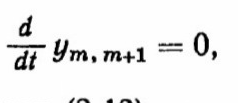 d/dt y_{m, m+1} = 0,